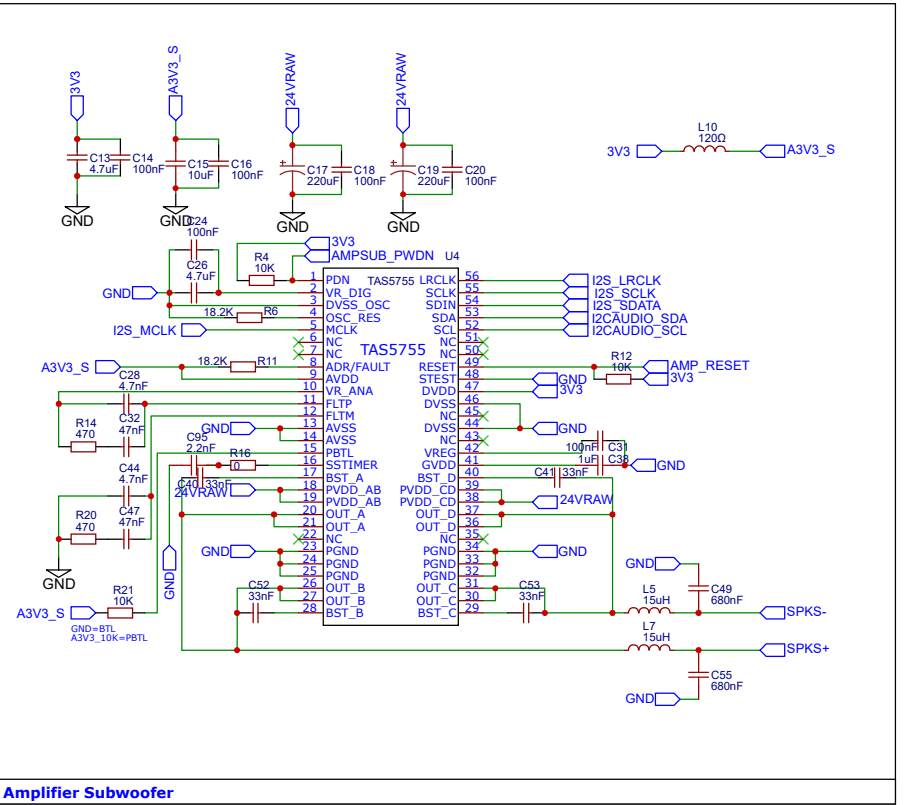 3V3
A3V3_S
24VRAW
24VRAW
C13
4.7uF
C14
100nF
C15
10uF
C16
100nF
C17
220uF
C18
100nF
C19
220uF
C20
100nF
GND
GND
GND
GND
L10
120Ω
3V3
A3V3_S
C24
100nF
C26
4.7uF
GND
R4
10K
3V3
AMPSUB_PWDN
U4
TAS5755
TAS5755
18.2K
R6
I2S_MCLK
A3V3_S
18.2K
R11
C28
4.7nF
R14
470
C32
47nF
GND
C95
2.2nF
R16
0
C44
4.7nF
C40
33nF
24VRAW
R20
470
C47
47nF
GND
GND
GND
R21
10K
A3V3_S
GND=BTL
A3V3_10K=PBTL
C52
33nF
1 PDN
2 VR_DIG
3 DVSS_OSC
4 OSC_RES
5 MCLK
6 NC
7 NC
8 ADR/FAULT
9 AVDD
10 VR_ANA
11 FLTP
12 FLTM
13 AVSS
14 AVSS
15 PBTL
16 SSTIMER
17 BST_A
18 PVDD_AB
19 PVDD_AB
20 OUT_A
21 OUT_A
22 NC
23 PGND
24 PGND
25 PGND
26 OUT_B
27 OUT_B
28 BST_B
LRCLK 56
SCLK 55
SDIN 54
SDA 53
SCL 52
NC 51
NC 50
RESET 49
STEST 48
DVDD 47
DVSS 46
NC 45
DVSS 44
NC 43
VREG 42
GVDD 41
BST_D 40
PVDD_CD 39
PVDD_CD 38
OUT_D 37
OUT_D 36
NC 35
PGND 34
PGND 33
PGND 32
OUT_C 31
OUT_C 30
BST_C 29
I2S_LRCLK
I2S_SCLK
I2S_SDATA
I2CAUDIO_SDA
I2CAUDIO_SCL
R12
10K
AMP_RESET
3V3
GND
3V3
GND
100nF
C31
1uF
C38
GND
C41
33nF
24VRAW
GND
C53
33nF
GND
C49
680nF
L5
15uH
SPKS-
L7
15uH
SPKS+
C55
680nF
GND
Amplifier Subwoofer